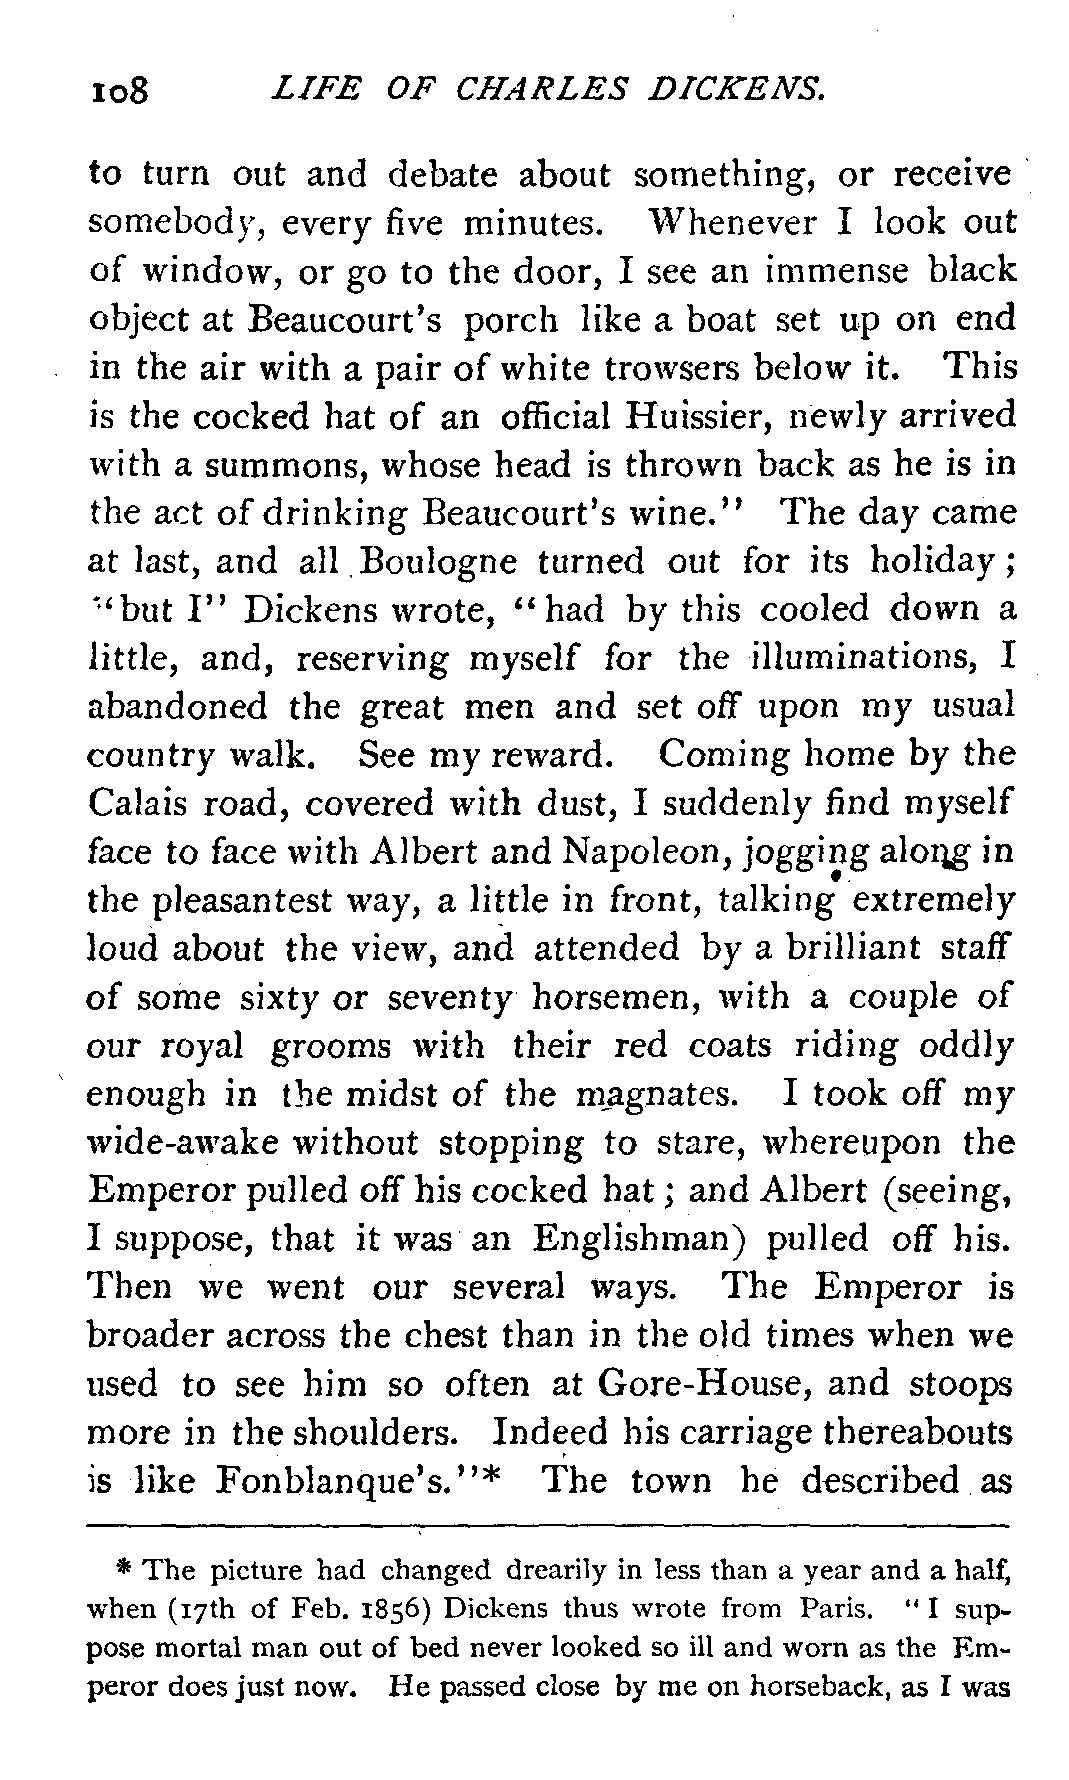 108 LIFE OF CHARLES DICKENS.
to turn out and debate about something, or receive
somebody, every five minutes. Whenever I look out
of window, or go to the door, I see an immense black
object at Beaucourt's porch like a boat set up on end
in the air with a pair of white trowsers below it. This
is the cocked hat of an official Huissier, newly arrived
with a summons, whose head is thrown back as he is in
the act of drinking Beaucourt's wine." The day came
at last, and all Boulogne turned out for its holiday;
"but I" Dickens wrote, "had by this cooled down a
little, and, reserving myself for the illuminations, I
abandoned the great men and set off upon my usual
country walk. See my reward. Coming home by the
Calais road, covered with dust, I suddenly find myself
face to face with Albert and Napoleon, jogging along in
the pleasantest way, a little in front, talking extremely
loud about the view, and attended by a brilliant staff
of some sixty or seventy horsemen, with a couple of
our royal grooms with their red coats riding oddly
enough in the midst of the magnates. I took off my
wide-awake without stopping to stare, whereupon the
Emperor pulled off his cocked hat; and Albert (seeing,
I suppose, that it was an Englishman) pulled off his.
Then we went our several ways. The Emperor is
broader across the chest than in the old times when we
used to see him so often at Gore-House, and stoops
more in the shoulders. Indeed his carriage thereabouts
is like Fonblanque's."* The town he described as
* The picture had changed drearily in less than a year and a half,
when (17th of Feb. 1856) Dickens thus wrote from Paris. "I sup-
pose mortal man out of bed never looked so ill and worn as the Em-
peror does just now. He passed close by me on horseback, as I was